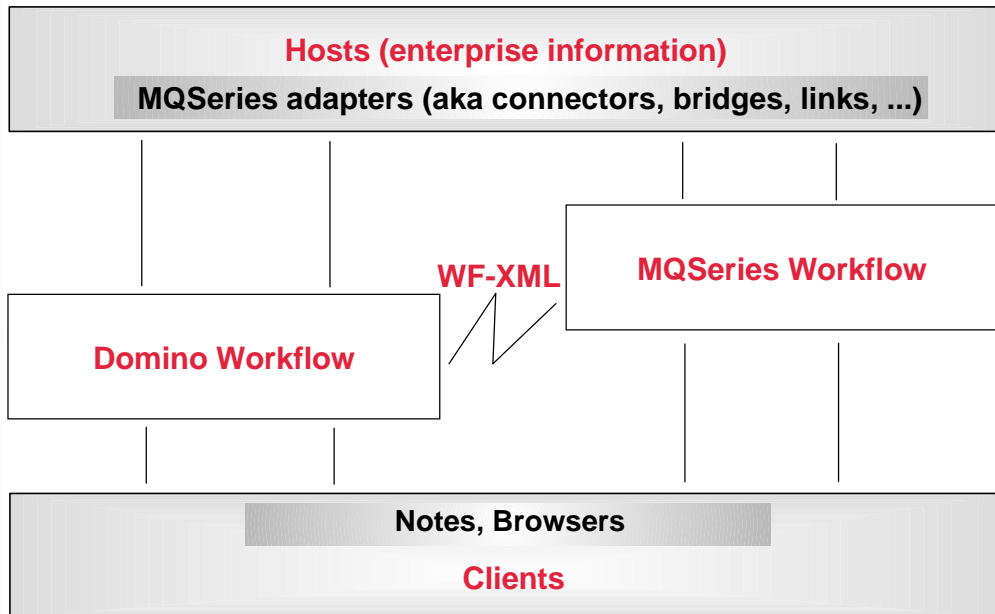 Hosts (enterprise information)
MQSeries adapters (aka connectors, bridges, links, ...)
WF-XML
MQSeries Workflow
Domino Workflow
Notes, Browsers
Clients